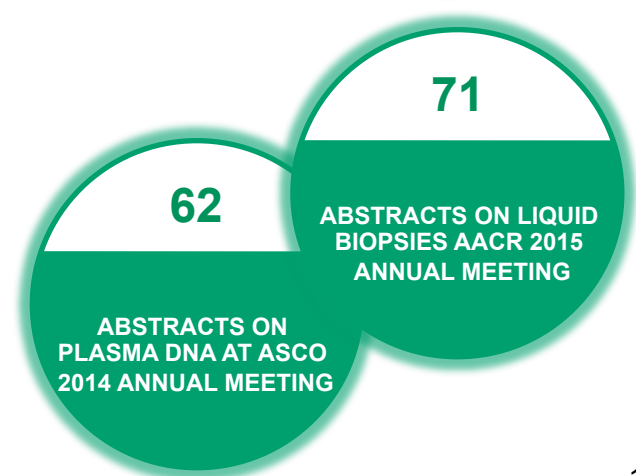 62
ABSTRACTS ON
PLASMA DNA AT ASCO
2014 ANNUAL MEETING
71
ABSTRACTS ON LIQUID
BIOPSIES AACR 2015
ANNUAL MEETING